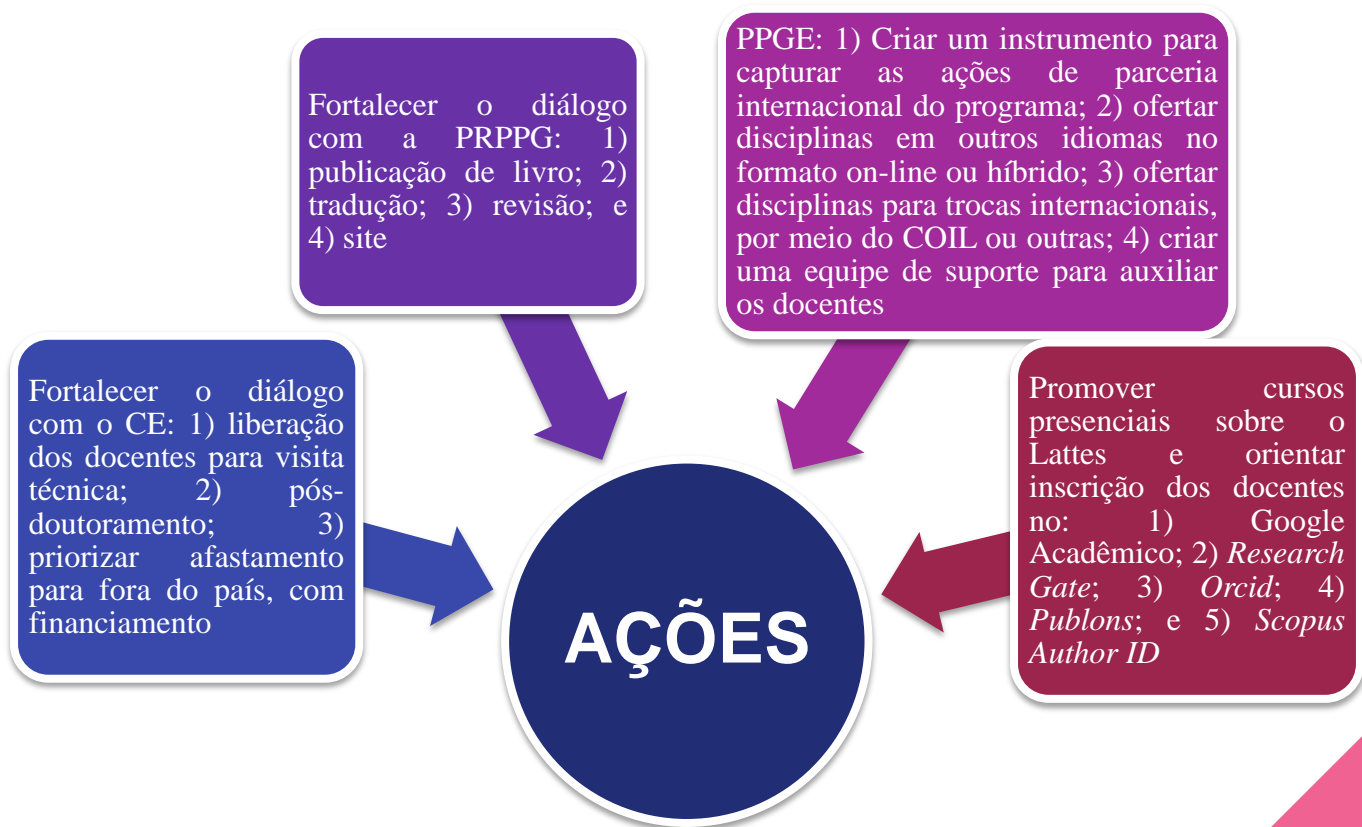 Fortalecer o diálogo
com o CE: 1) liberação
dos docentes para visita
técnica; 2) pós-
doutoramento; 3)
priorizar afastamento
para fora do país, com
financiamento
Fortalecer o diálogo
com a PRPPG: 1)
publicação de livro; 2)
tradução; 3) revisão; e
4) site
PPGE: 1) Criar um instrumento para
capturar as ações de parceria
internacional do programa; 2) ofertar
disciplinas em outros idiomas no
formato on-line ou híbrido; 3) ofertar
disciplinas para trocas internacionais,
por meio do COIL ou outras; 4) criar
uma equipe de suporte para auxiliar
os docentes
Promover cursos
presenciais sobre o
Lattes e orientar
inscrição dos docentes
no: 1) Google
Acadêmico; 2) Research
Gate; 3) Orcid; 4)
Publons; e 5) Scopus
Author ID
AÇÕES